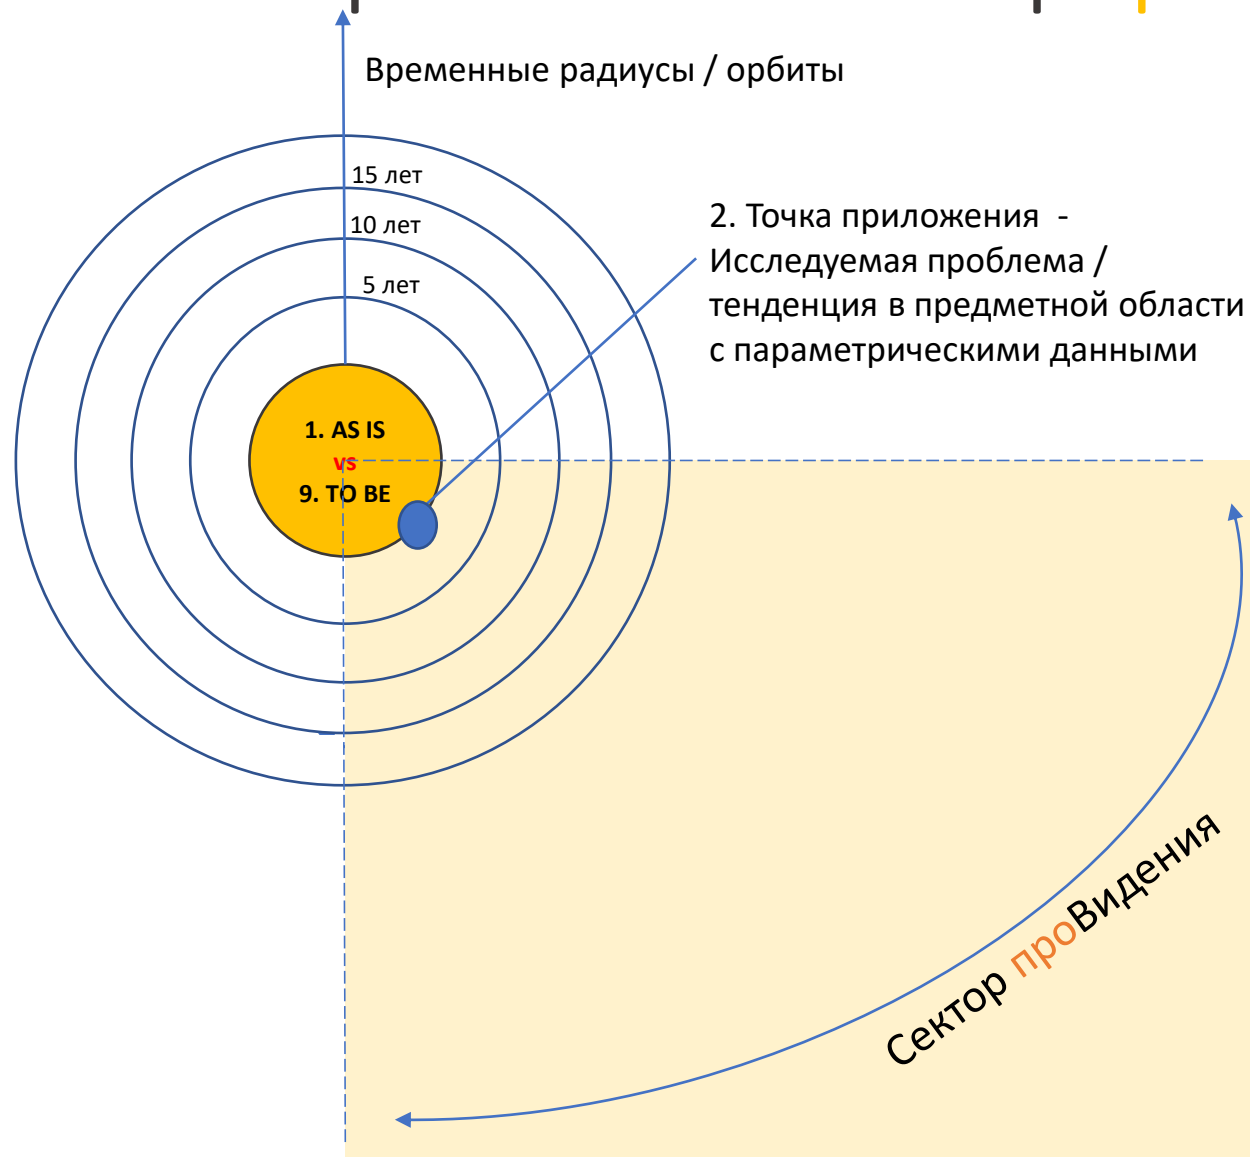 Временные радиусы / орбиты
15 лет
10 лет
5 лет
2. Точка приложения -
Исследуемая проблема /
тенденция в предметной области
с параметрическими данными
1. AS IS
vs
9. TO BE
Сектор проВидения